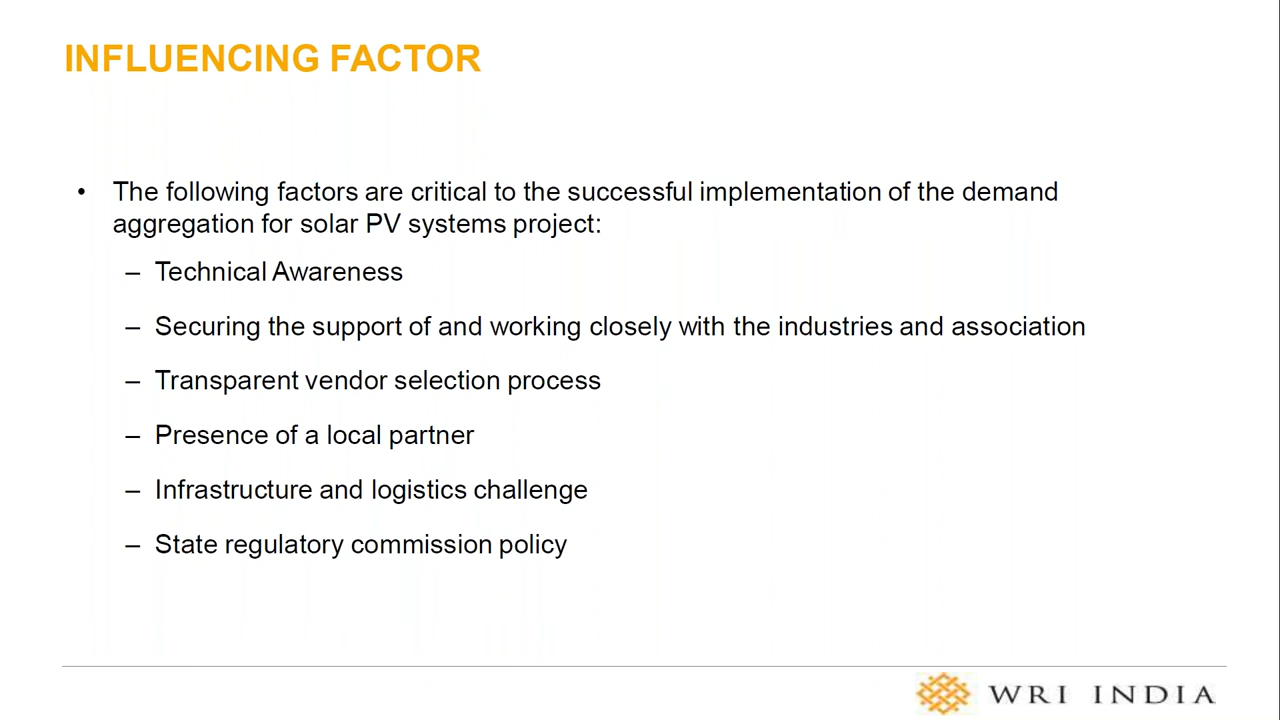 INFLUENCING FACTOR
• The following factors are critical to the successful implementation of the demand
aggregation for solar PV systems project:
– Technical Awareness
– Securing the support of and working closely with the industries and association
– Transparent vendor selection process
– Presence of a local partner
– Infrastructure and logistics challenge
– State regulatory commission policy
WRI INDIA